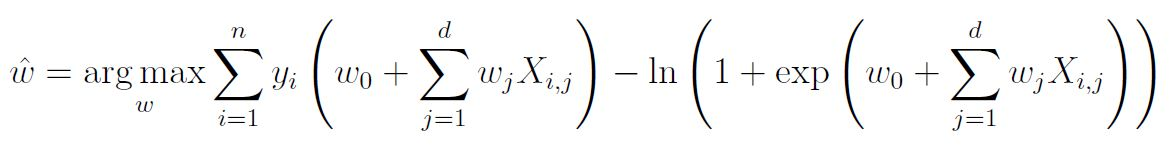 ŵ = arg max_w ∑_{i=1}^{n} y_i ( w_0 + ∑_{j=1}^{d} w_j X_{i,j} ) − ln ( 1 + exp ( w_0 + ∑_{j=1}^{d} w_j X_{i,j} ) )